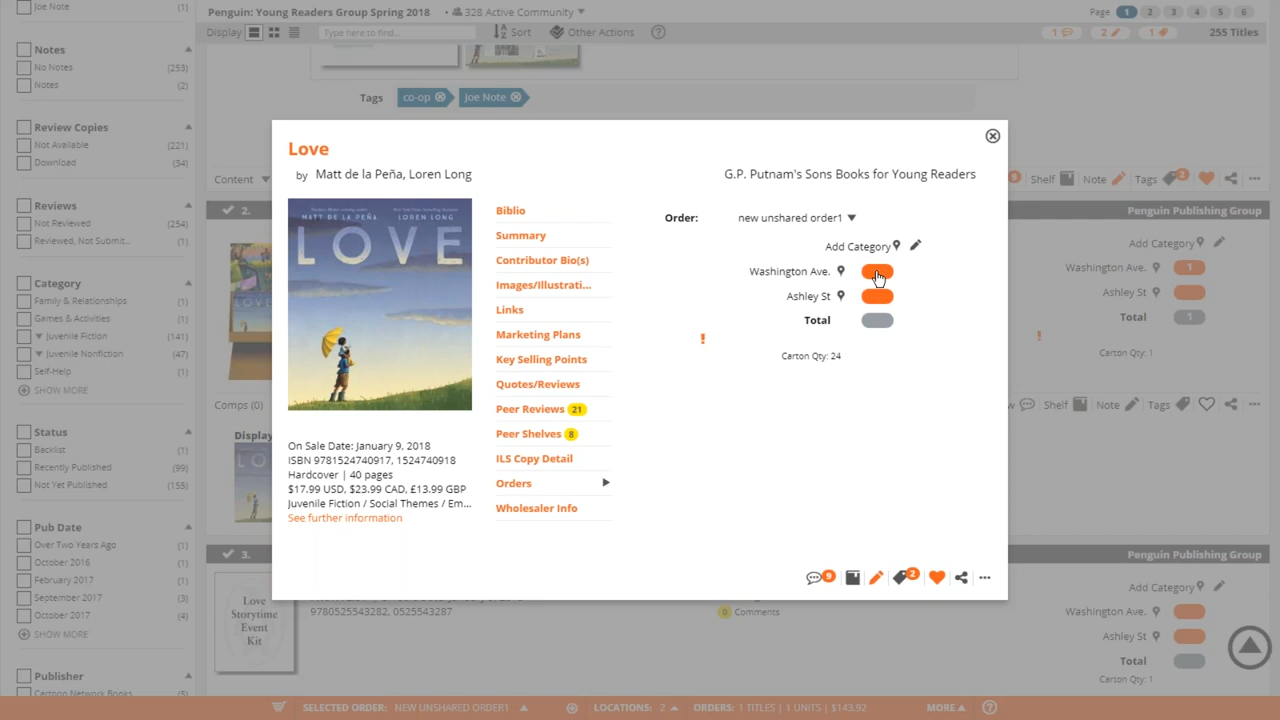 Joe Note (1)
Notes
No Notes (253)
Notes (2)
Review Copies
Not Available (221)
Download (34)
Reviews
Not Reviewed (254)
Reviewed, Not Submit... (1)
Category
Family & Relationships (1)
Games & Activities (1)
Juvenile Fiction (141)
Juvenile Nonfiction (47)
Self-Help (1)
SHOW MORE
Status
Backlist (1)
Recently Published (99)
Not Yet Published (155)
Pub Date
Over Two Years Ago (1)
October 2016 (1)
February 2017 (1)
September 2017 (3)
October 2017 (4)
SHOW MORE
Publisher
Cartoon Network Books (5)
Penguin: Young Readers Group Spring 2018 • 328 Active Community
Page 1 2 3 4 5 6
Display Type here to find... Sort Other Actions
1 2 1 255 Titles
Tags co-op Joe Note
Content
Shelf Note Tags 2
2. Penguin Publishing Group
Love
by Matt de la Peña, Loren Long
G.P. Putnam's Sons Books for Young Readers
MATT DE LA PEÑA LOREN LONG
LOVE
On Sale Date: January 9, 2018
ISBN 9781524740917, 1524740918
Hardcover | 40 pages
$17.99 USD, $23.99 CAD, £13.99 GBP
Juvenile Fiction / Social Themes / Em...
See further information
Biblio
Summary
Contributor Bio(s)
Images/Illustrati...
Links
Marketing Plans
Key Selling Points
Quotes/Reviews
Peer Reviews 21
Peer Shelves 8
ILS Copy Detail
Orders
Wholesaler Info
Order: new unshared order1
Add Category
Washington Ave.
Ashley St
Total
!
Carton Qty: 24
9 2
Add Category
Washington Ave. 1
Ashley St
Total 1
!
Carton Qty: 1
Comps (0)
w Shelf Note Tags
Display
LO
3. Penguin Publishing Group
Love
Storytime
Event
Kit
9780525543282, 0525543287
0 Comments
Add Category
Washington Ave.
Ashley St
Total
Carton Qty: 1
SELECTED ORDER: NEW UNSHARED ORDER1 LOCATIONS: 2 ORDERS: 1 TITLES | 1 UNITS | $143.92 MORE